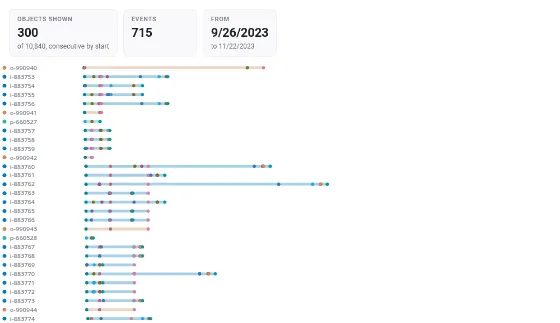 OBJECTS SHOWN
300
of 10,840, consecutive by start
EVENTS
715
FROM
9/26/2023
to 11/22/2023
o-990940
i-883753
i-883754
i-883755
i-883756
o-990941
p-660527
i-883757
i-883758
i-883759
o-990942
i-883760
i-883761
i-883762
i-883763
i-883764
i-883765
i-883766
o-990943
p-660528
i-883767
i-883768
i-883769
i-883770
i-883771
i-883772
i-883773
o-990944
i-883774